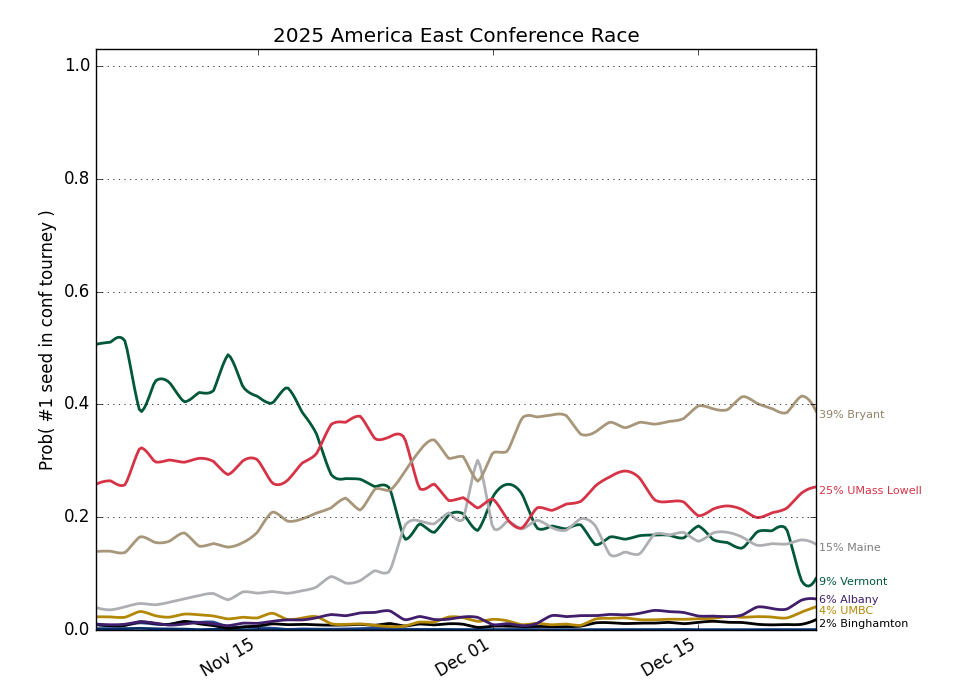 2025 America East Conference Race
Prob( #1 seed in conf tourney )
1.0
0.8
0.6
0.4
0.2
0.0
Nov 15
Dec 01
Dec 15
39% Bryant
25% UMass Lowell
15% Maine
9% Vermont
6% Albany
4% UMBC
2% Binghamton